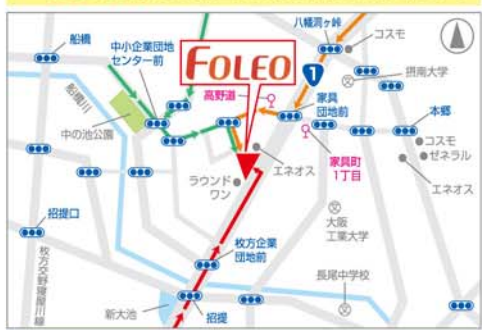 八幡洞ヶ峠
コスモ
船橋
中小企業団地
センター前
FOLEO
1
摂南大学
高野道
家具
団地前
本郷
船橋川
中の池公園
コスモ
ゼネラル
エネオス
家具町
1丁目
ラウンド
ワン
エネオス
大阪
工業大学
招提口
枚方企業
団地前
長尾中学校
枚方交野寝屋川線
新大池
招提